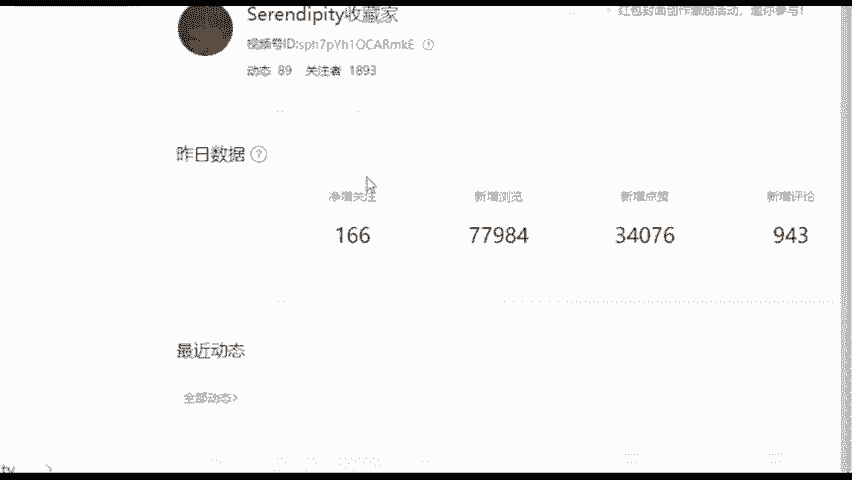 Serendipity收藏家
红包封面创作激励活动，邀你参与！
视频号ID:sph7pYh1OCARmkE
动态 89 关注者 1893
昨日数据
净增关注 新增浏览 新增点赞 新增评论
166 77984 34076 943
最近动态
全部动态>